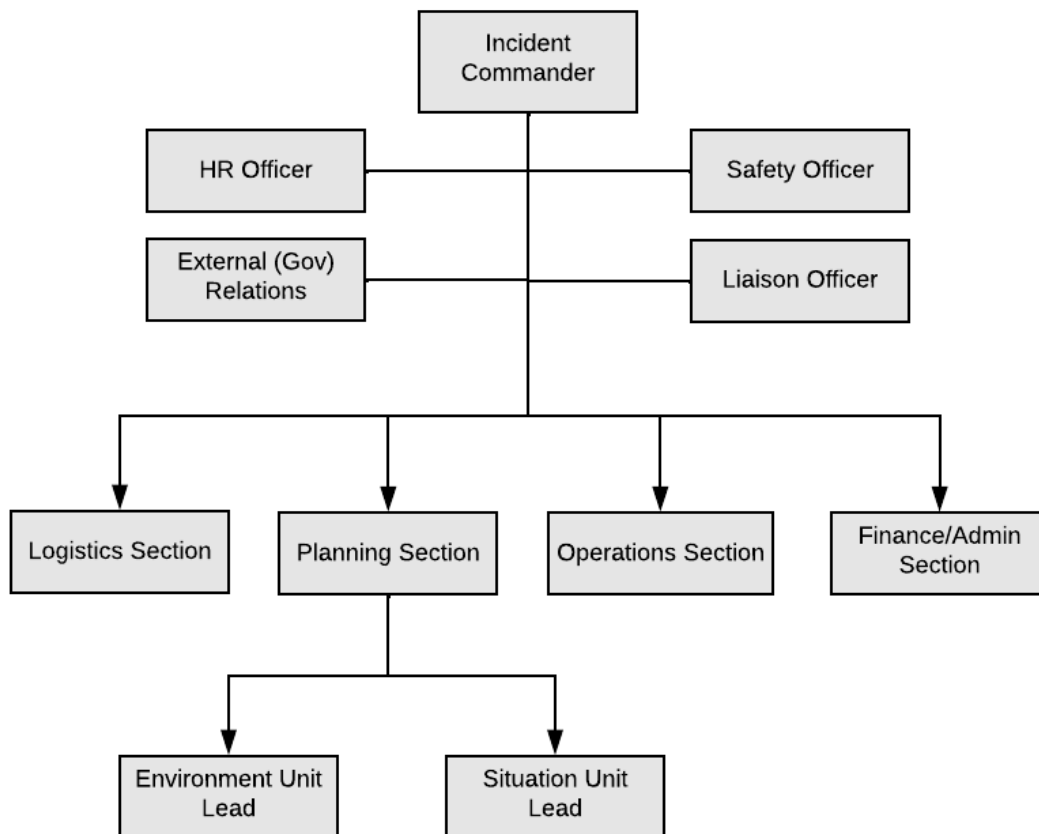 Incident
Commander
HR Officer
Safety Officer
External (Gov)
Relations
Liaison Officer
Logistics Section
Planning Section
Operations Section
Finance/Admin
Section
Environment Unit
Lead
Situation Unit
Lead